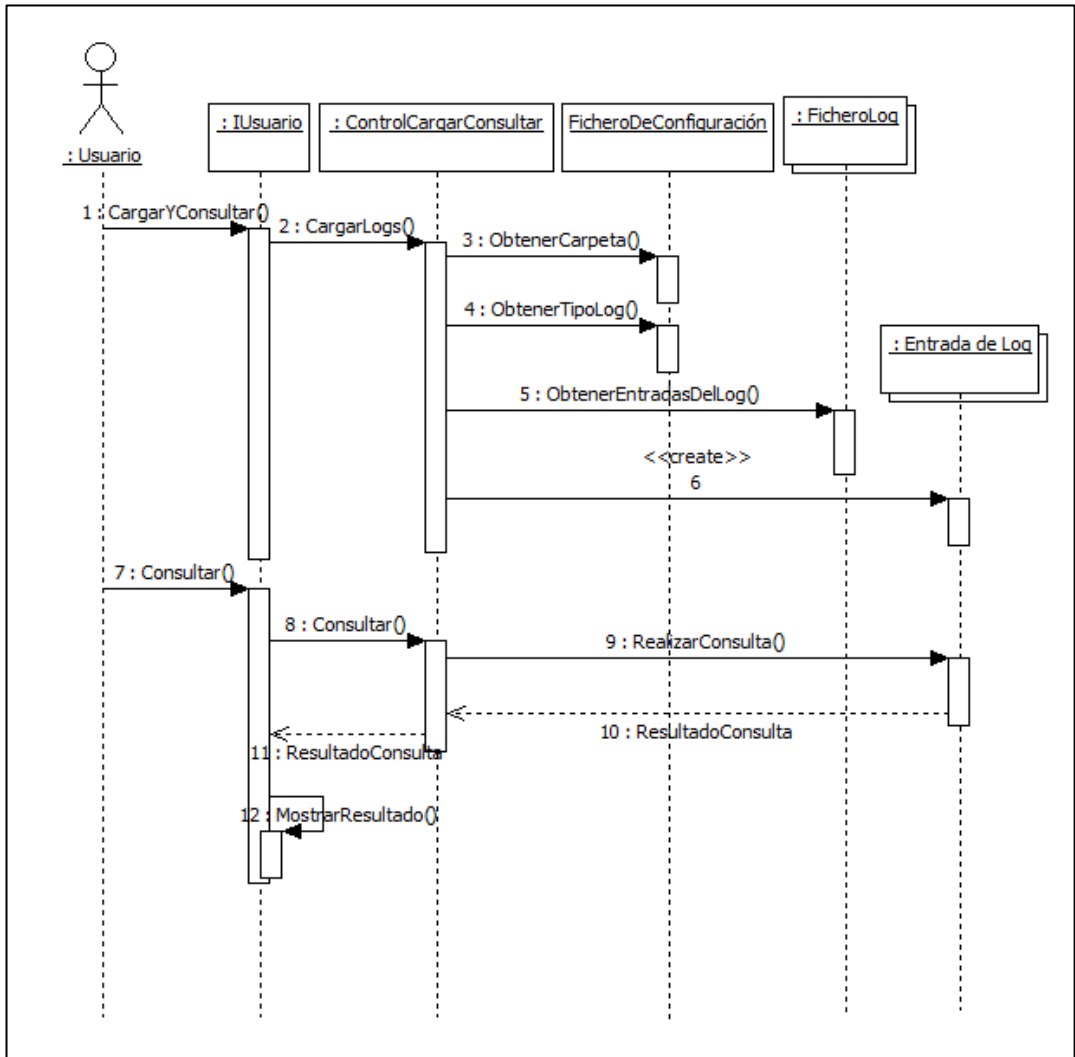 : Usuario
: IUsuario
: ControlCargarConsultar
FicheroDeConfiguración
: FicheroLog
1 : CargarYConsultar()
2 : CargarLogs()
3 : ObtenerCarpeta()
4 : ObtenerTipoLog()
: Entrada de Log
5 : ObtenerEntradasDelLog()
<<create>>
6
7 : Consultar()
8 : Consultar()
9 : RealizarConsulta()
10 : ResultadoConsulta
11 : ResultadoConsulta
12 : MostrarResultado()